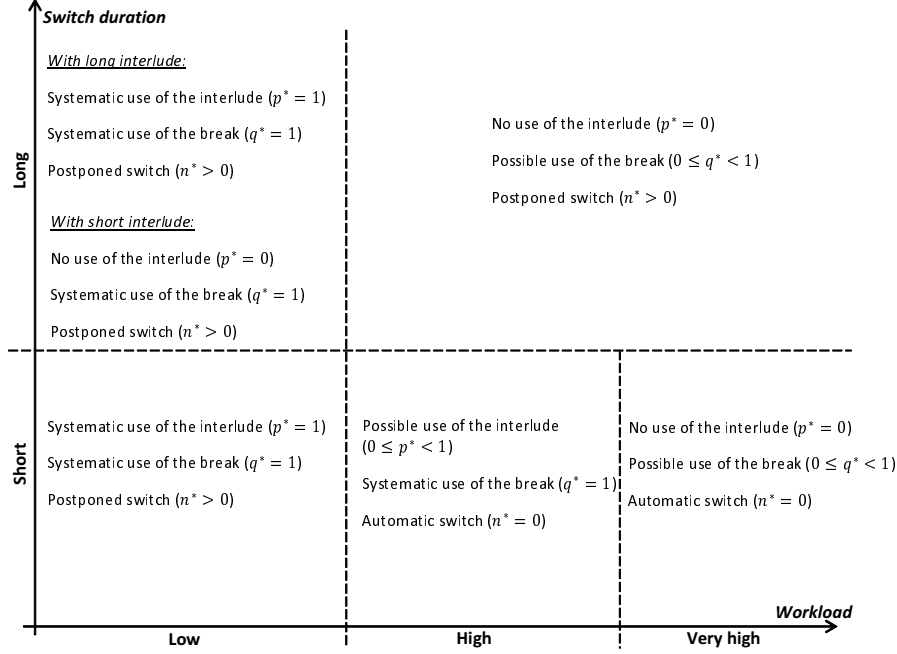 Switch duration
With long interlude:
Systematic use of the interlude (p* = 1)
Systematic use of the break (q* = 1)
Postponed switch (n* > 0)
With short interlude:
No use of the interlude (p* = 0)
Systematic use of the break (q* = 1)
Postponed switch (n* > 0)
Long
No use of the interlude (p* = 0)
Possible use of the break (0 ≤ q* < 1)
Postponed switch (n* > 0)
Short
Systematic use of the interlude (p* = 1)
Systematic use of the break (q* = 1)
Postponed switch (n* > 0)
Possible use of the interlude
(0 ≤ p* < 1)
Systematic use of the break (q* = 1)
Automatic switch (n* = 0)
No use of the interlude (p* = 0)
Possible use of the break (0 ≤ q* < 1)
Automatic switch (n* = 0)
Workload
Low
High
Very high